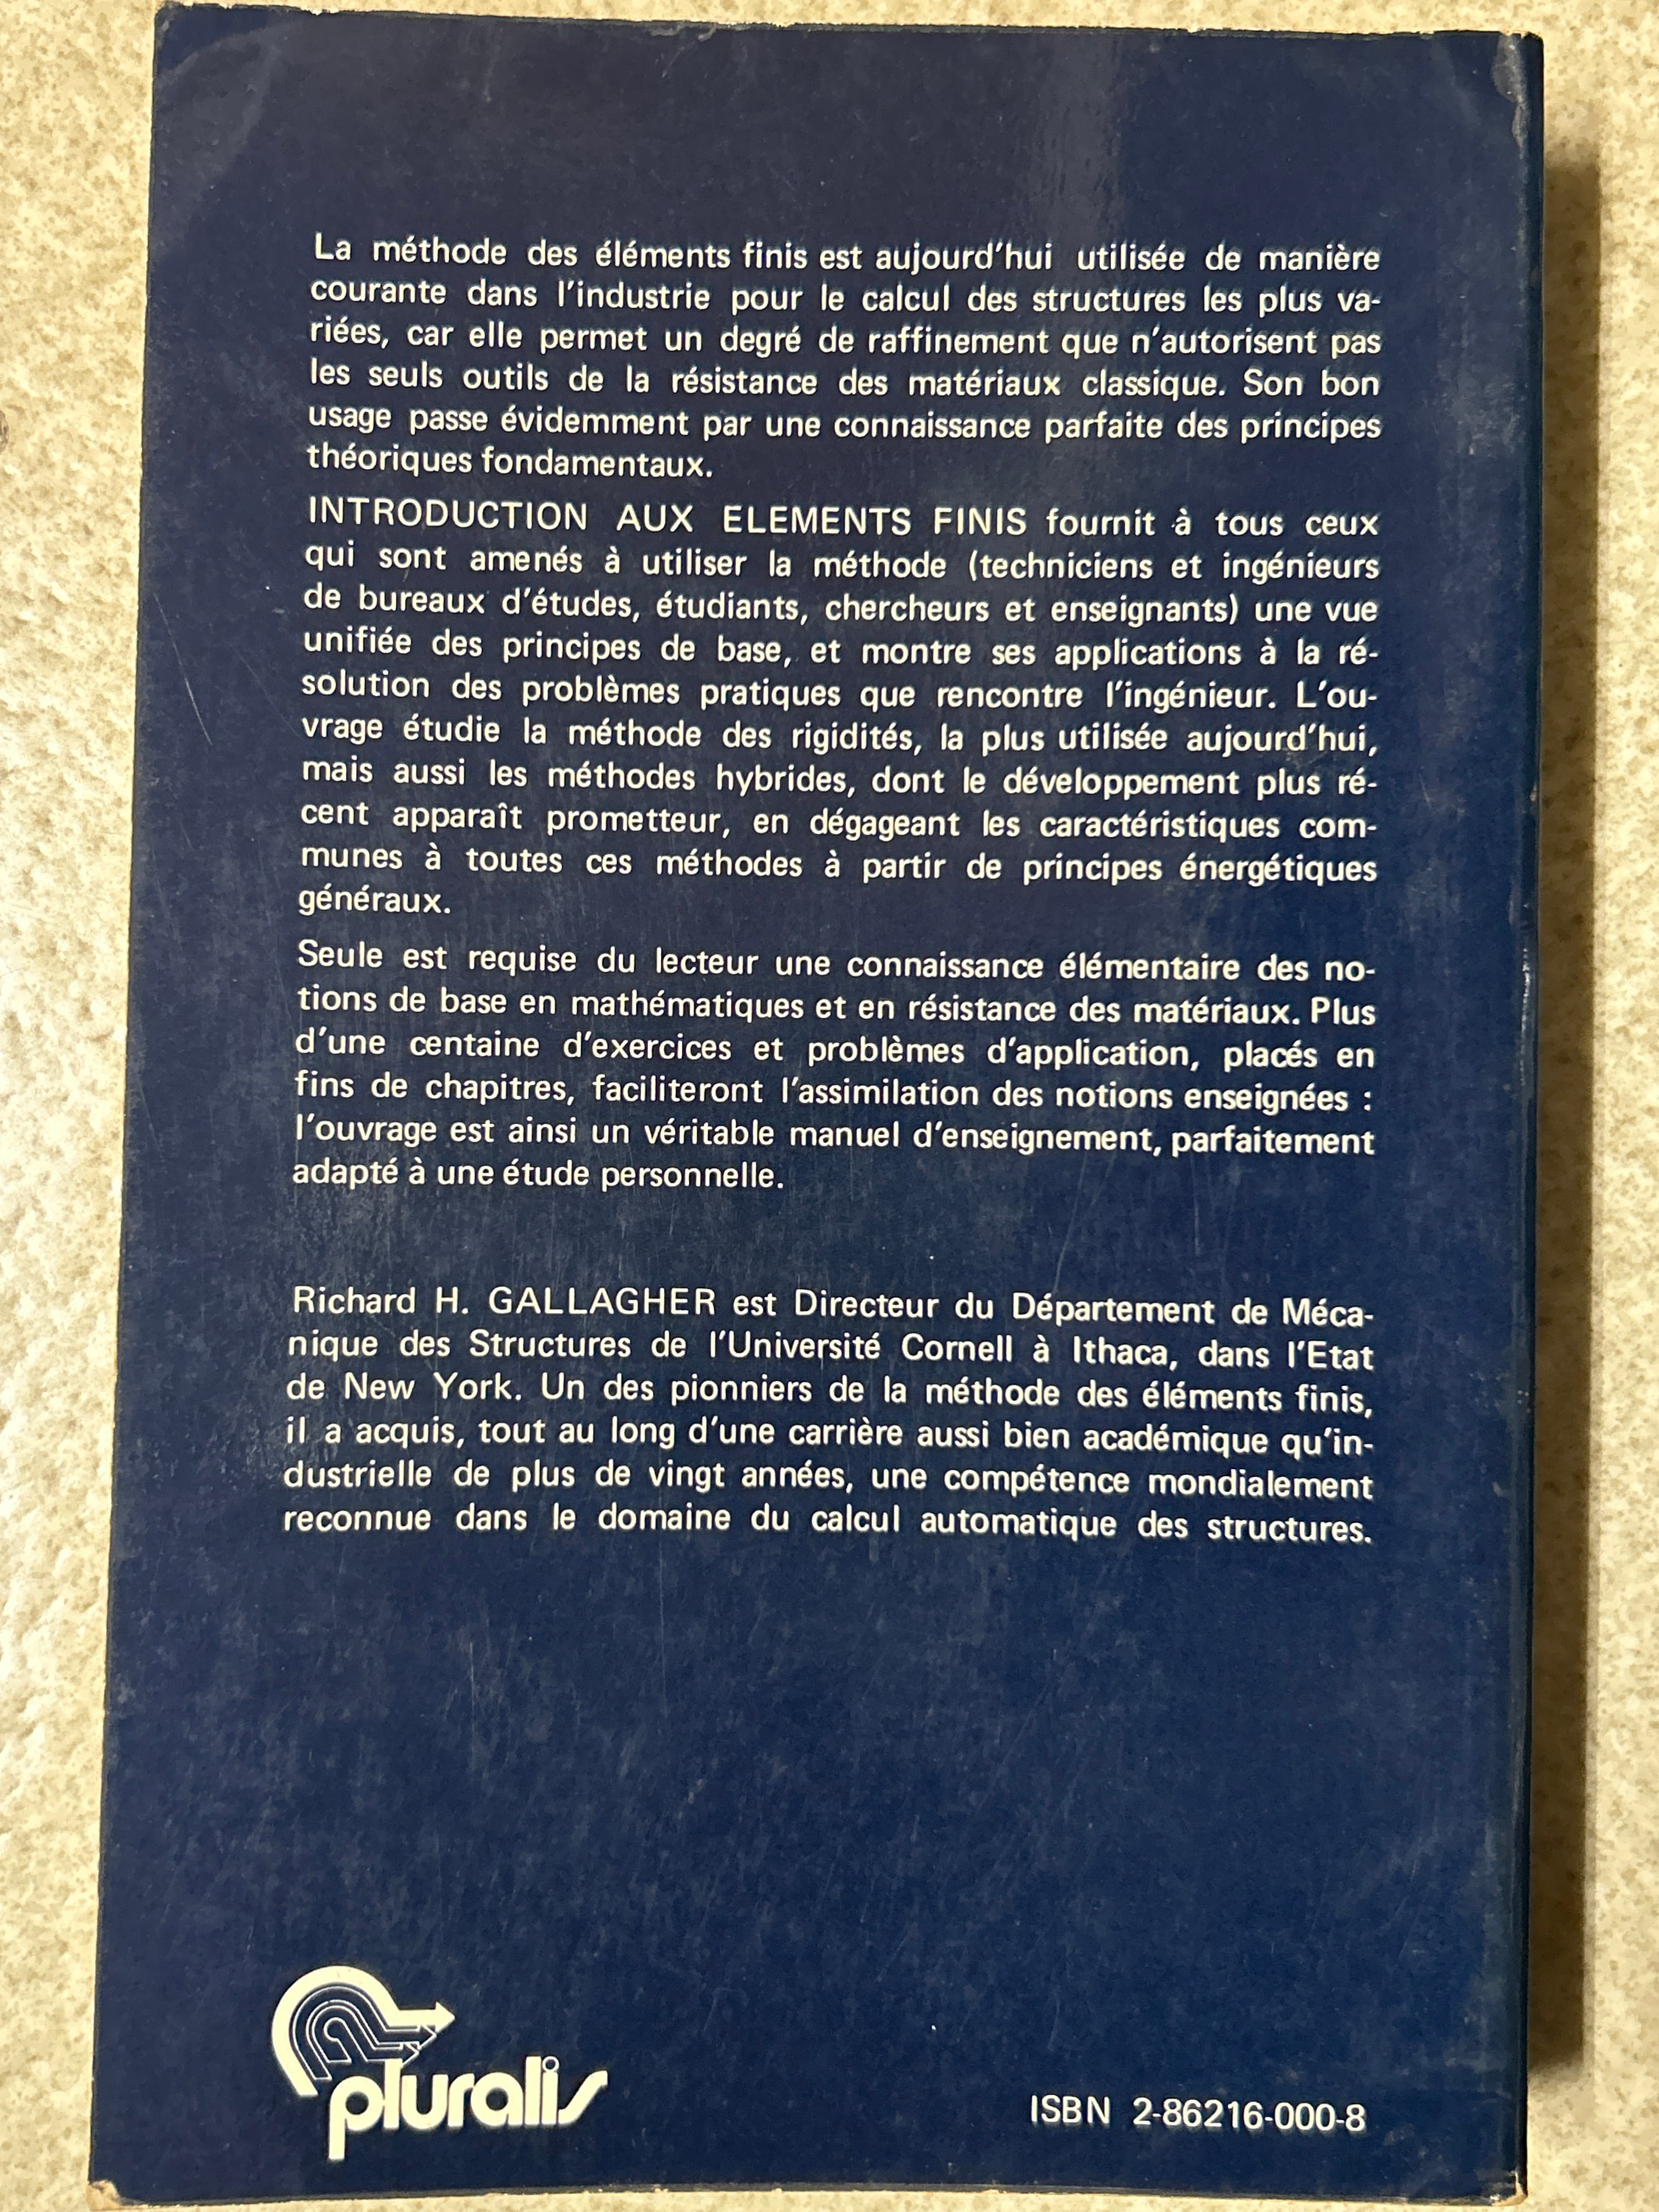 La méthode des éléments finis est aujourd'hui utilisée de manière
courante dans l'industrie pour le calcul des structures les plus va-
riées, car elle permet un degré de raffinement que n'autorisent pas
les seuls outils de la résistance des matériaux classique. Son bon
usage passe évidemment par une connaissance parfaite des principes
théoriques fondamentaux.
INTRODUCTION AUX ELEMENTS FINIS fournit à tous ceux
qui sont amenés à utiliser la méthode (techniciens et ingénieurs
de bureaux d'études, étudiants, chercheurs et enseignants) une vue
unifiée des principes de base, et montre ses applications à la ré-
solution des problèmes pratiques que rencontre l'ingénieur. L'ou-
vrage étudie la méthode des rigidités, la plus utilisée aujourd'hui,
mais aussi les méthodes hybrides, dont le développement plus ré-
cent apparaît prometteur, en dégageant les caractéristiques com-
munes à toutes ces méthodes à partir de principes énergétiques
généraux.
Seule est requise du lecteur une connaissance élémentaire des no-
tions de base en mathématiques et en résistance des matériaux. Plus
d'une centaine d'exercices et problèmes d'application, placés en
fins de chapitres, faciliteront l'assimilation des notions enseignées :
l'ouvrage est ainsi un véritable manuel d'enseignement, parfaitement
adapté à une étude personnelle.
Richard H. GALLAGHER est Directeur du Département de Méca-
nique des Structures de l'Université Cornell à Ithaca, dans l'Etat
de New York. Un des pionniers de la méthode des éléments finis,
il a acquis, tout au long d'une carrière aussi bien académique qu'in-
dustrielle de plus de vingt années, une compétence mondialement
reconnue dans le domaine du calcul automatique des structures.
pluralis
ISBN 2-86216-000-8